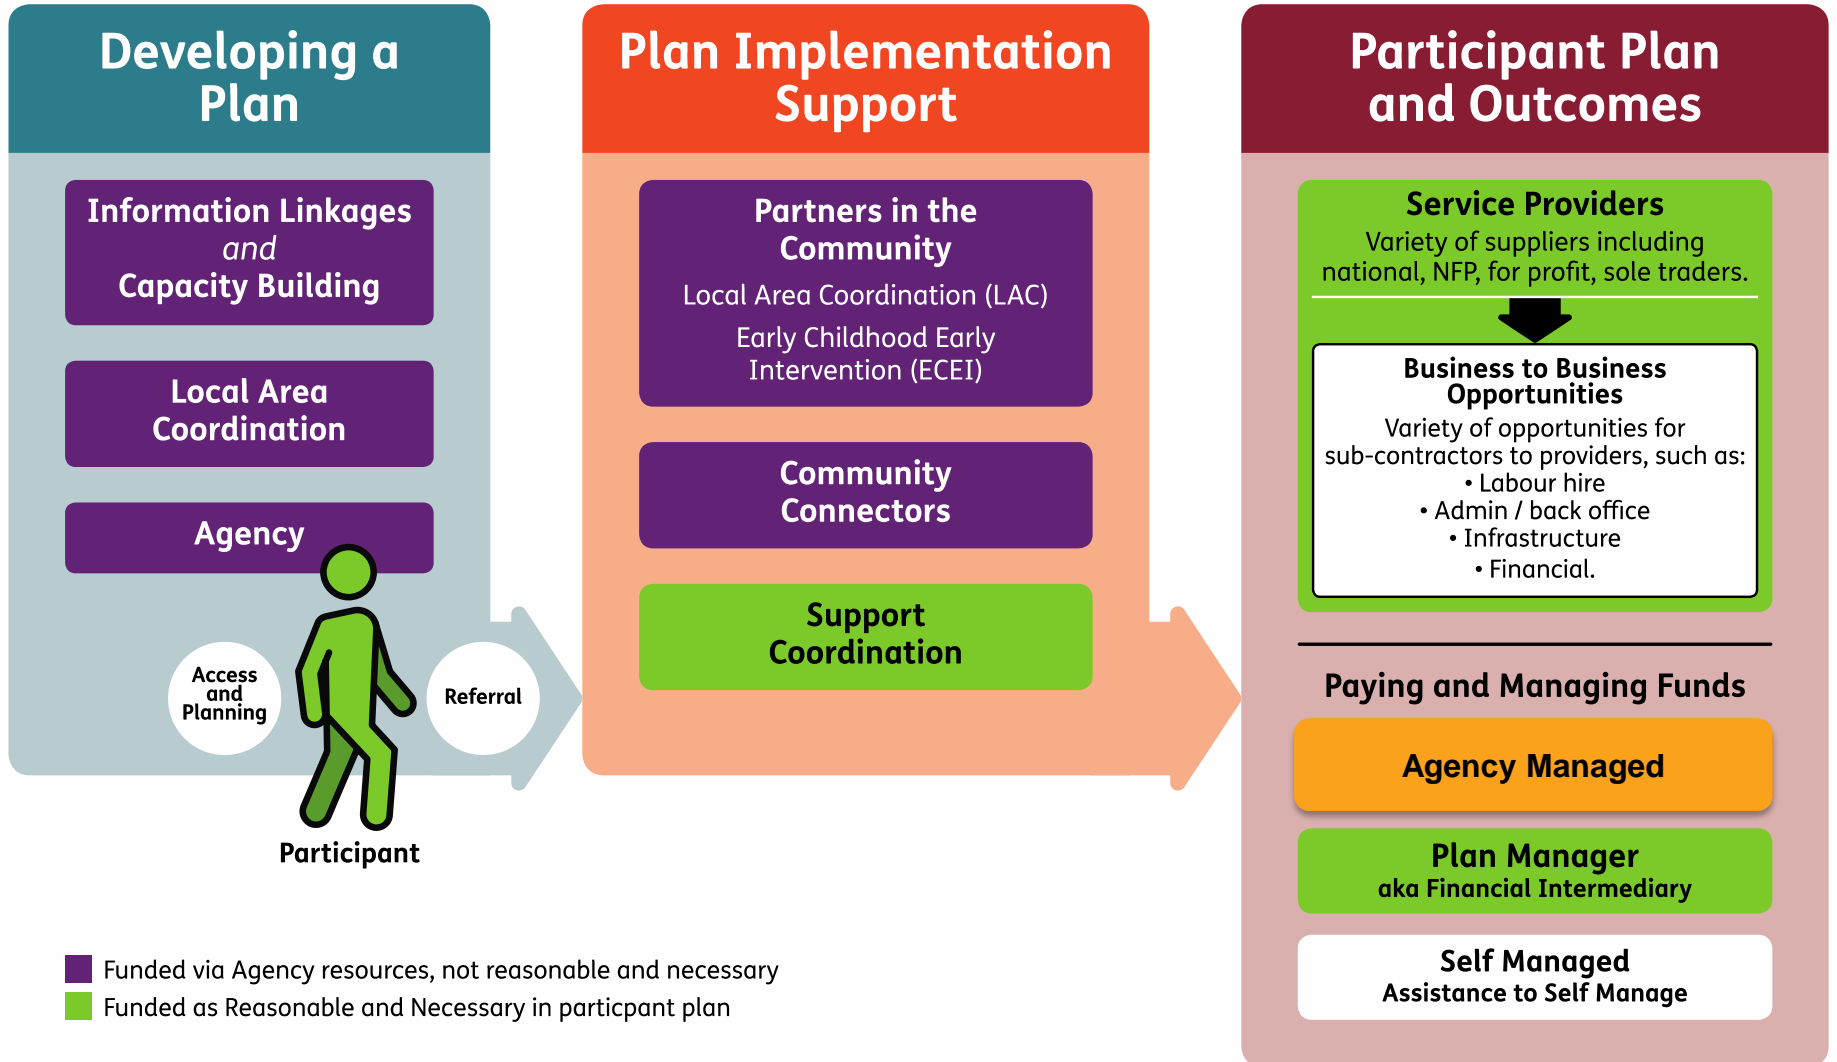 Developing a
Plan
Information Linkages
and
Capacity Building
Local Area
Coordination
Agency
Access
and
Planning
Referral
Participant
Plan Implementation
Support
Partners in the
Community
Local Area Coordination (LAC)
Early Childhood Early
Intervention (ECEI)
Community
Connectors
Support
Coordination
Participant Plan
and Outcomes
Service Providers
Variety of suppliers including
national, NFP, for profit, sole traders.
Business to Business
Opportunities
Variety of opportunities for
sub-contractors to providers, such as:
• Labour hire
• Admin / back office
• Infrastructure
• Financial.
Paying and Managing Funds
Agency Managed
Plan Manager
aka Financial Intermediary
Self Managed
Assistance to Self Manage
Funded via Agency resources, not reasonable and necessary
Funded as Reasonable and Necessary in particpant plan